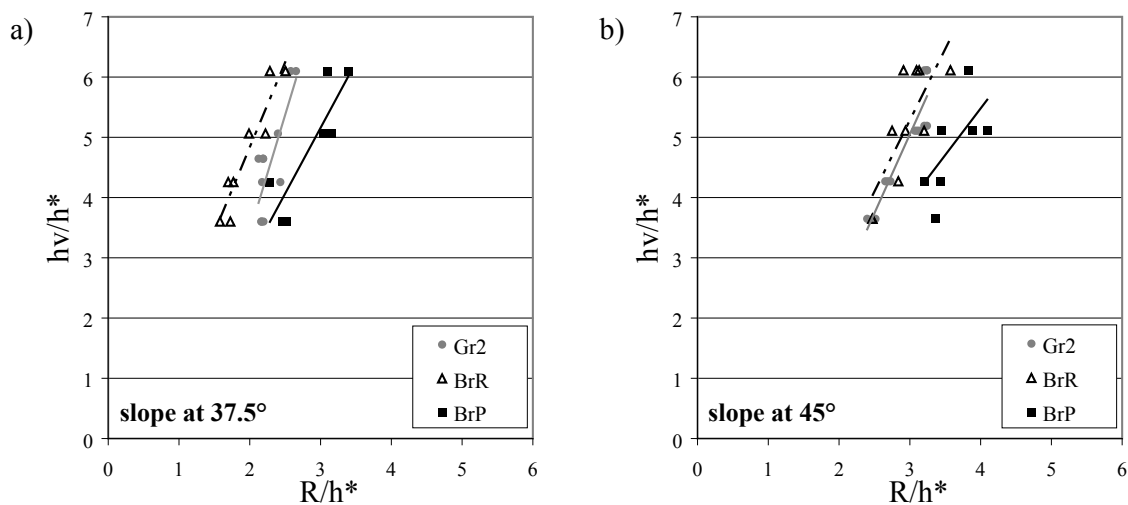 a)
7
6
5
4
3
2
1
0
hv/h*
0 1 2 3 4 5 6
R/h*
Gr2
BrR
BrP
slope at 37.5°
b)
7
6
5
4
3
2
1
0
hv/h*
0 1 2 3 4 5 6
R/h*
Gr2
BrR
BrP
slope at 45°